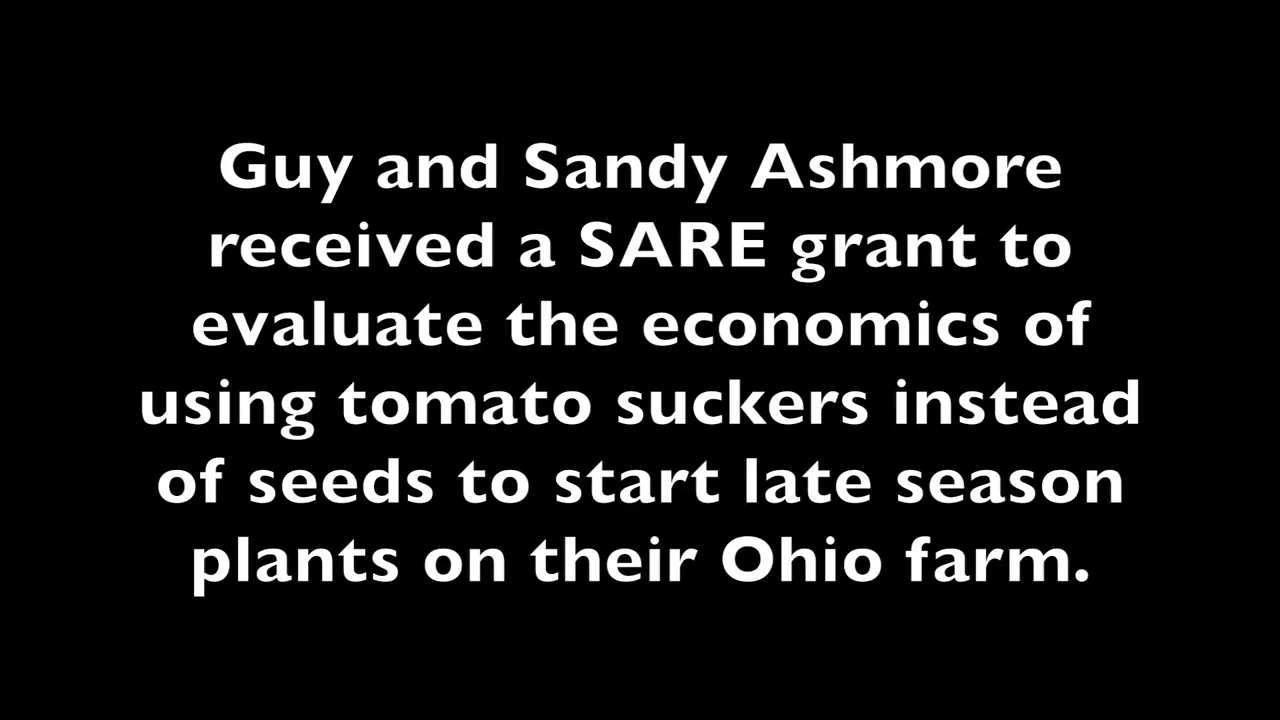 Guy and Sandy Ashmore
received a SARE grant to
evaluate the economics of
using tomato suckers instead
of seeds to start late season
plants on their Ohio farm.